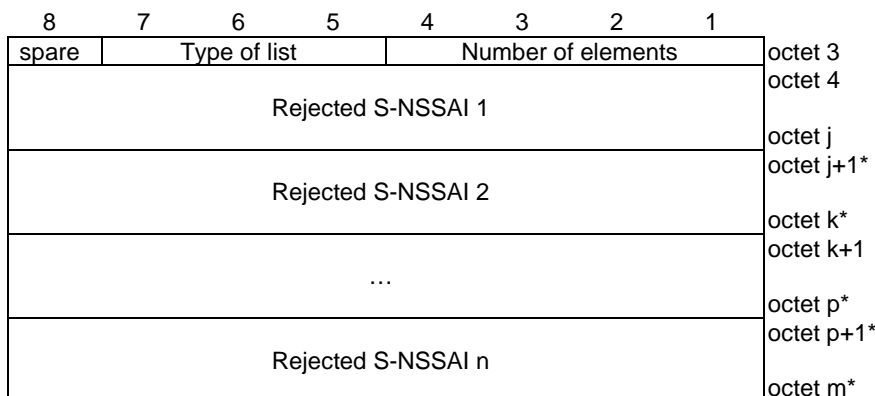 8 7 6 5 4 3 2 1
spare Type of list Number of elements octet 3
octet 4
Rejected S-NSSAI 1
octet j
octet j+1*
Rejected S-NSSAI 2
octet k*
octet k+1
…
octet p*
octet p+1*
Rejected S-NSSAI n
octet m*